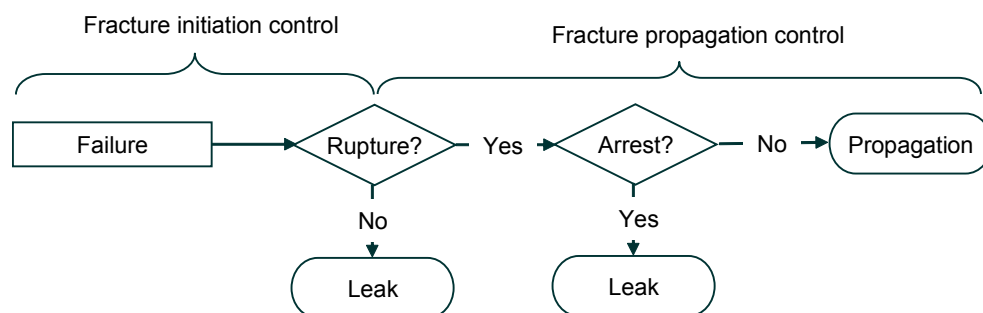 Fracture initiation control
Fracture propagation control
Failure
Rupture?
Yes
Arrest?
No
Propagation
No
Yes
Leak
Leak